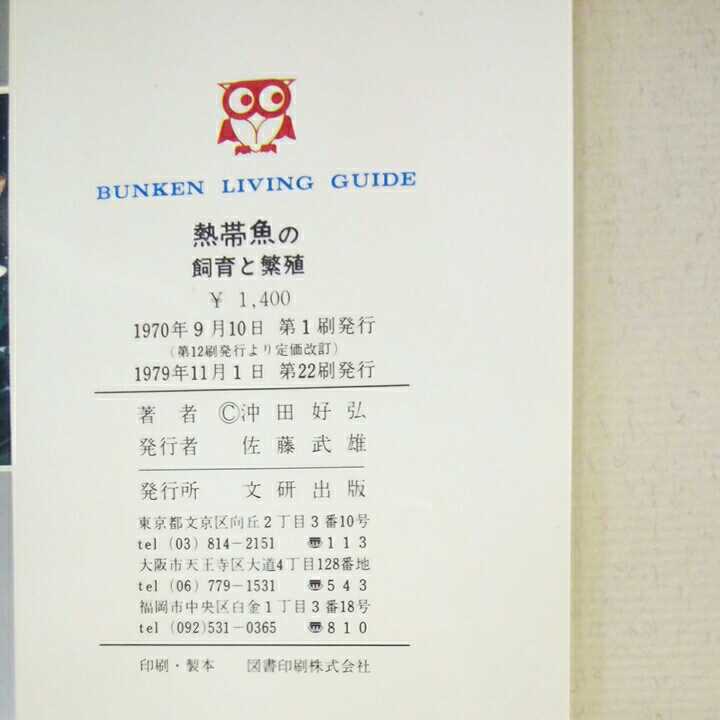 BUNKEN LIVING GUIDE
熱帯魚の
飼育と繁殖
¥ 1,400
1970年9月10日 第1刷発行
(第12刷発行より定価改訂)
1979年11月1日 第22刷発行
著者 ©沖田好弘
発行者 佐藤武雄
発行所 文研出版
東京都文京区向丘2丁目3番10号
tel (03) 814-2151 〠113
大阪市天王寺区大道4丁目128番地
tel (06) 779-1531 〠543
福岡市中央区白金1丁目3番18号
tel (092)531-0365 〠810
印刷・製本 図書印刷株式会社